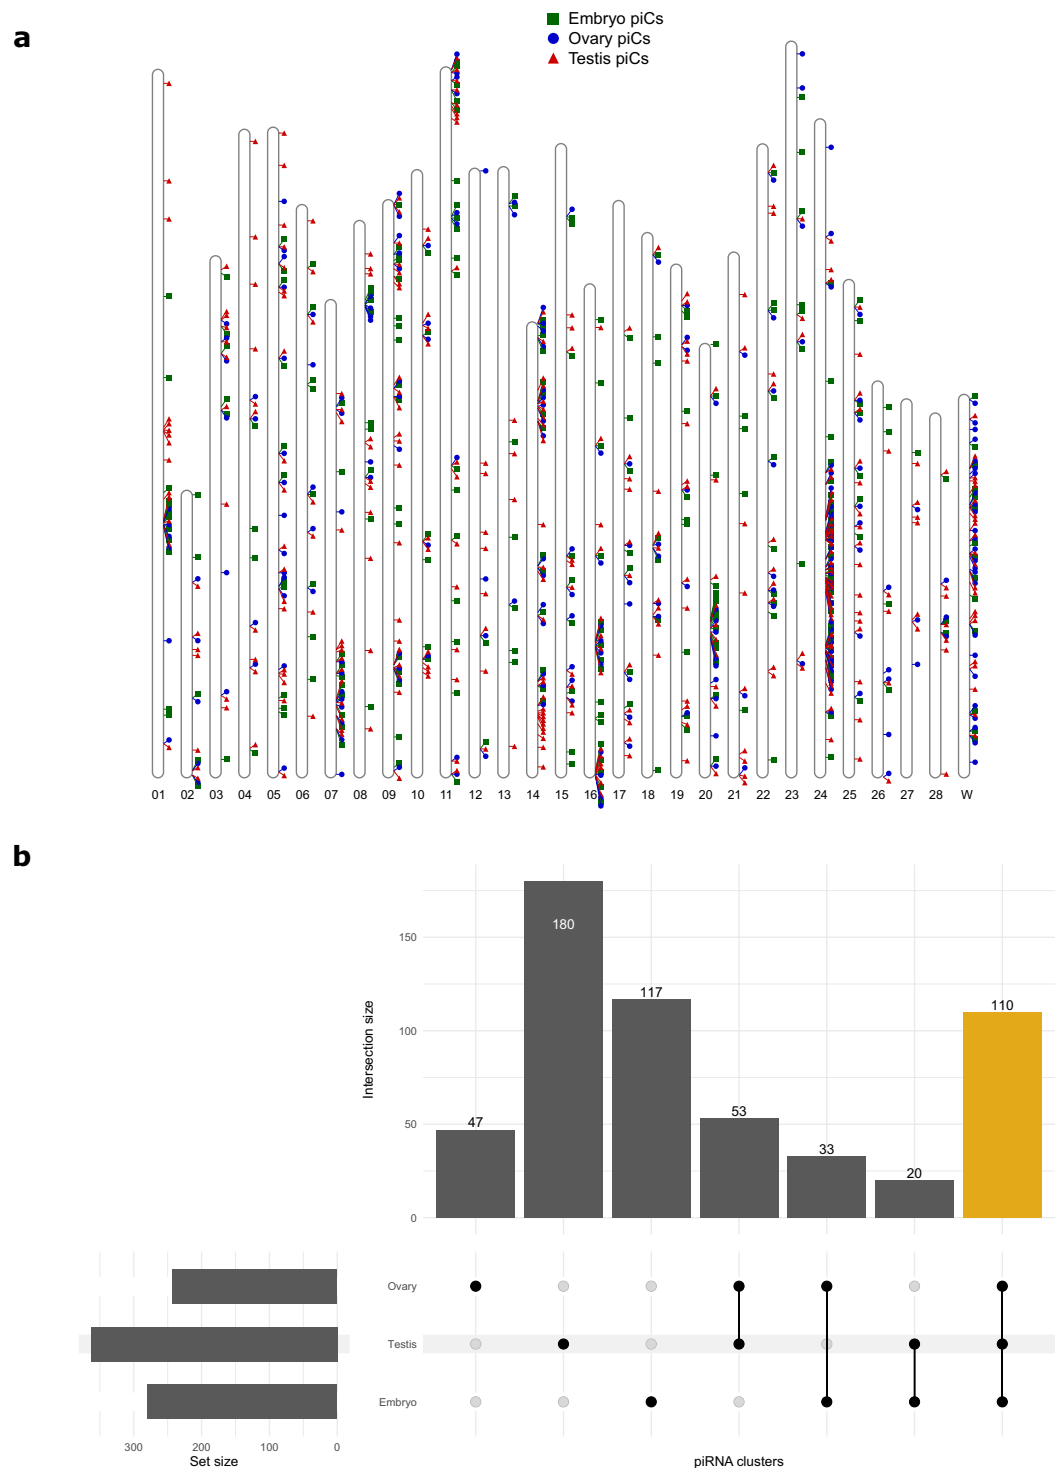 a
Embryo piCs
Ovary piCs
Testis piCs
01 02 03 04 05 06 07 08 09 10 11 12 13 14 15 16 17 18 19 20 21 22 23 24 25 26 27 28 W
b
Intersection size
150
100
50
0
47
180
117
53
33
20
110
Ovary
Testis
Embryo
300 200 100 0
Set size
piRNA clusters